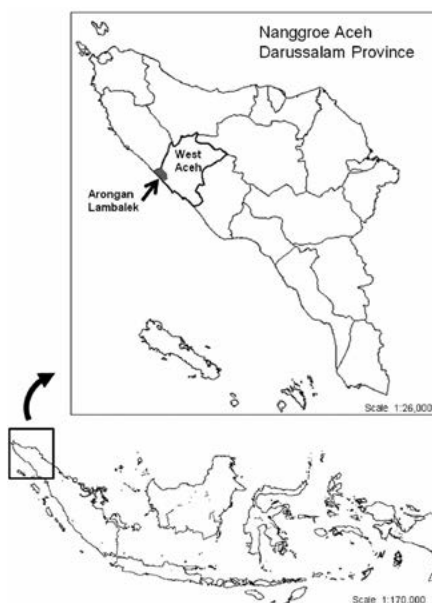 Nanggroe Aceh
Darussalam Province
West
Aceh
Arongan
Lambalek
Scale 1:26,000
Scale 1:170,000